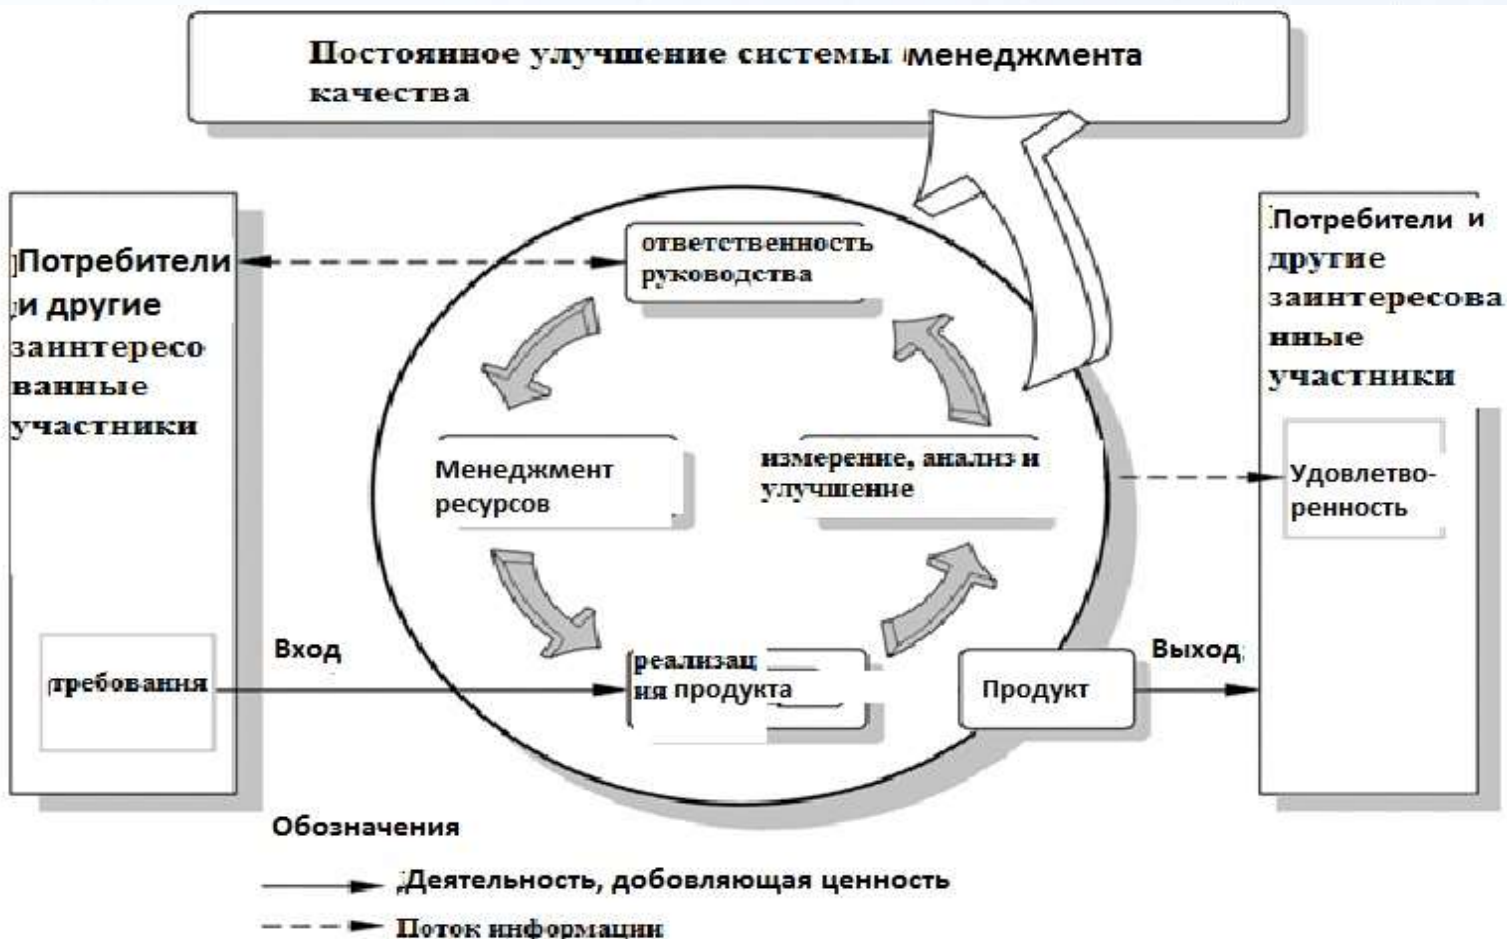 Постоянное улучшение системы менеджмента
качества
Потребители
и другие
заинтересо
ванные
участники
требования
Вход
ответственность
руководства
Менеджмент
ресурсов
измерение, анализ и
улучшение
реализац
ия продукта
Продукт
Выход
Потребители и
другие
заинтересова
нные
участники
Удовлетво-
ренность
Обозначения
Деятельность, добовляющая ценность
Поток информации